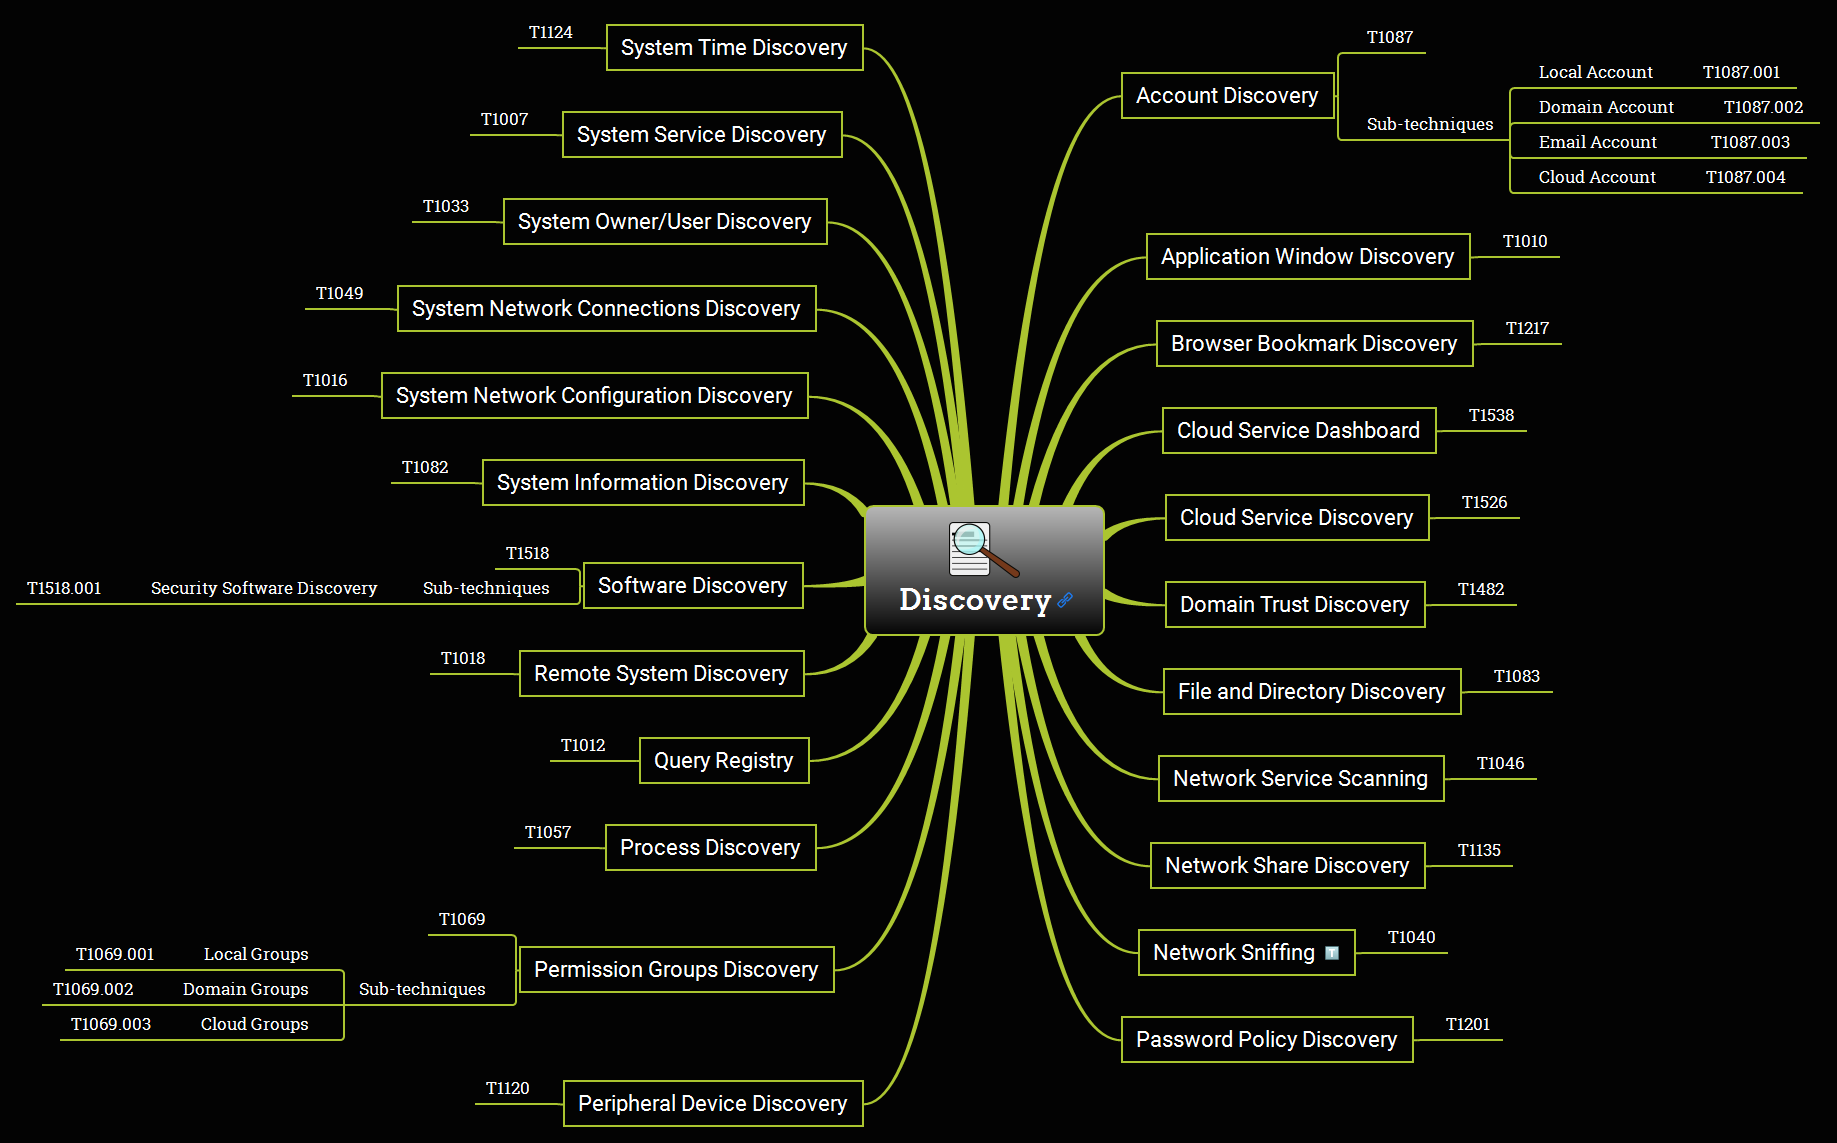 Discovery
Account Discovery
T1087
Sub-techniques
Local Account T1087.001
Domain Account T1087.002
Email Account T1087.003
Cloud Account T1087.004
Application Window Discovery
T1010
Browser Bookmark Discovery
T1217
Cloud Service Dashboard
T1538
Cloud Service Discovery
T1526
Domain Trust Discovery
T1482
File and Directory Discovery
T1083
Network Service Scanning
T1046
Network Share Discovery
T1135
Network Sniffing T
T1040
Password Policy Discovery
T1201
System Time Discovery
T1124
System Service Discovery
T1007
System Owner/User Discovery
T1033
System Network Connections Discovery
T1049
System Network Configuration Discovery
T1016
System Information Discovery
T1082
Software Discovery
T1518
Sub-techniques
Security Software Discovery
T1518.001
Remote System Discovery
T1018
Query Registry
T1012
Process Discovery
T1057
Permission Groups Discovery
T1069
Sub-techniques
T1069.001 Local Groups
T1069.002 Domain Groups
T1069.003 Cloud Groups
Peripheral Device Discovery
T1120